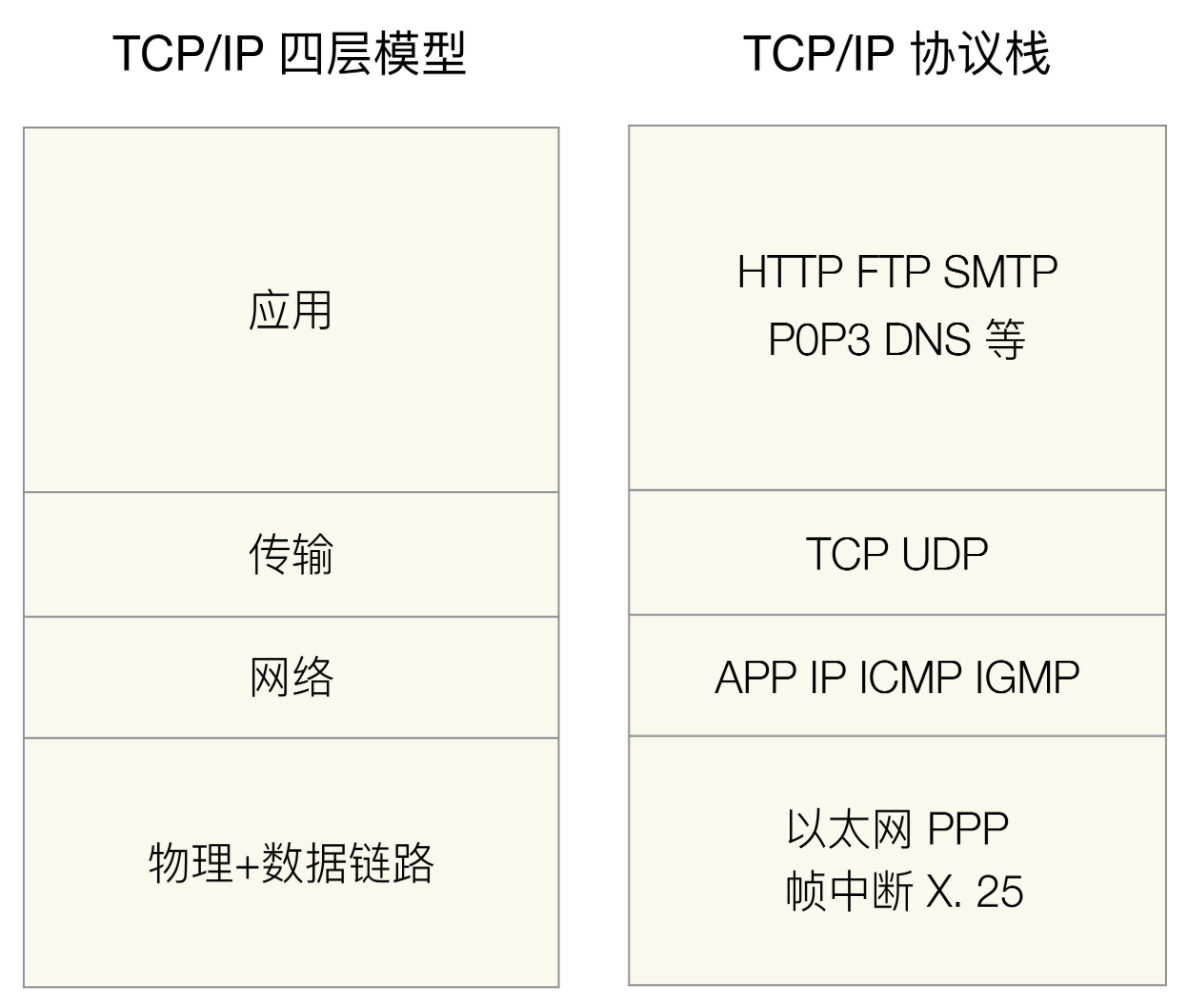 TCP/IP 四层模型
TCP/IP 协议栈
应用
传输
网络
物理+数据链路
HTTP FTP SMTP
P0P3 DNS 等
TCP UDP
APP IP ICMP IGMP
以太网 PPP
帧中断 X. 25